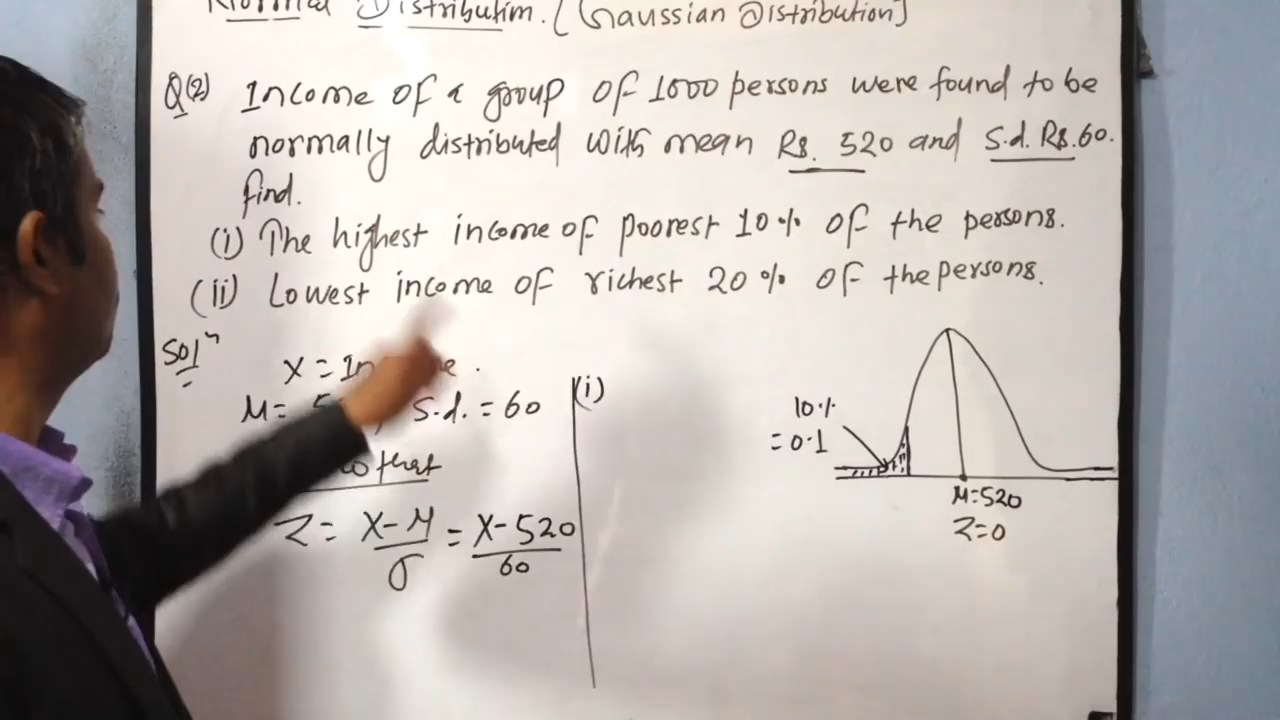 Normal Distribution. [Gaussian Distribution]
Q(2) Income of a group of 1000 persons were found to be
normally distributed with mean Rs. 520 and S.d. Rs. 60.
find.
(i) The highest income of poorest 10% of the persons.
(ii) Lowest income of richest 20% of the persons.
Solⁿ
X =
μ = S.d. = 60
that
Z = X-μ/σ = X-520/60
(i)
10%
= 0.1
μ=520
Z=0